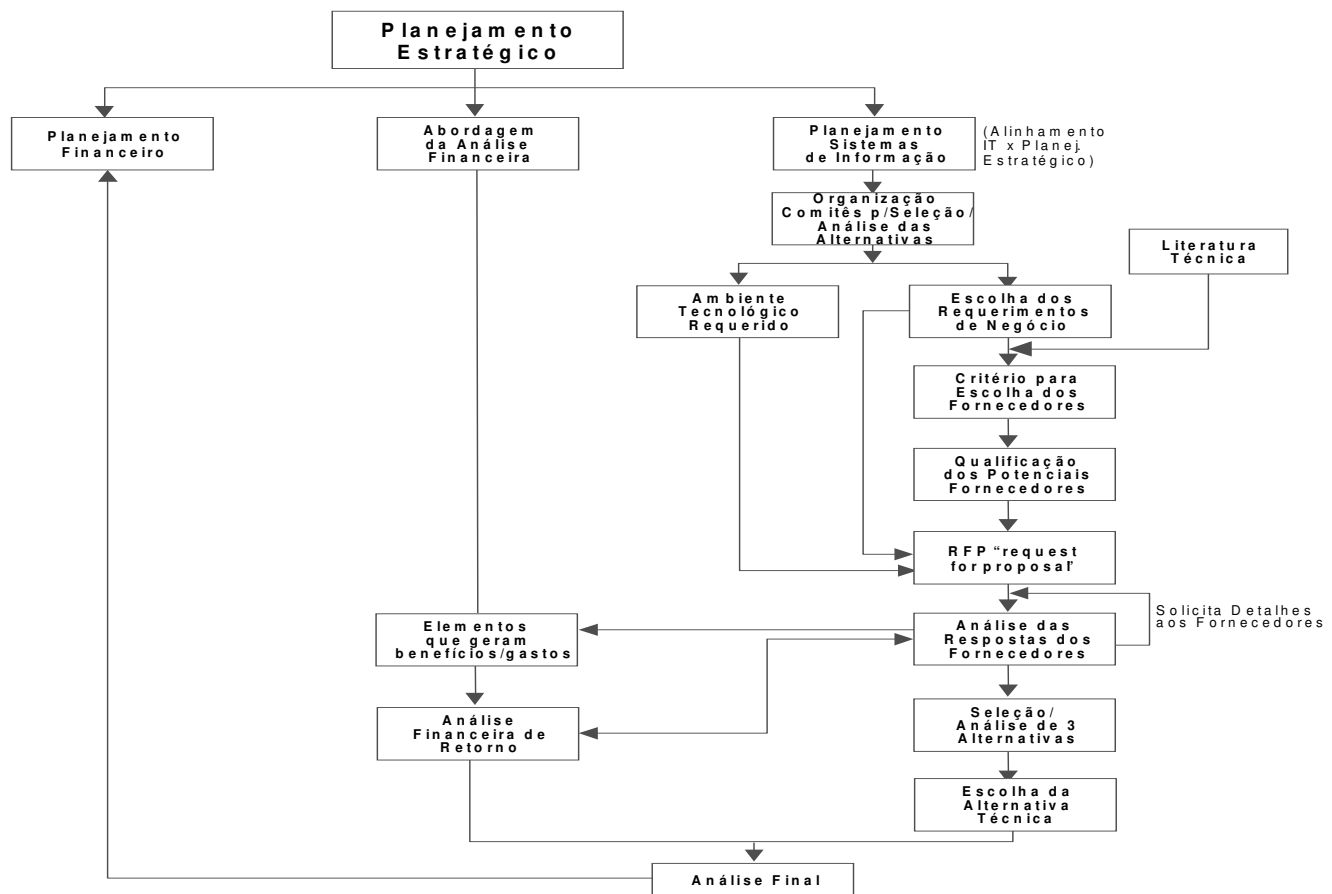 Planejamento
Estratégico
Planejamento
Financeiro
Abordagem
da Análise
Financeira
Planejamento
Sistemas
de Informação
(Alinhamento
IT x Planej.
Estratégico)
Organização
Comitês p/Seleção/
Análise das
Alternativas
Literatura
Técnica
Ambiente
Tecnológico
Requerido
Escolha dos
Requerimentos
de Negócio
Critério para
Escolha dos
Fornecedores
Qualificação
dos Potenciais
Fornecedores
RFP “request
for proposal”
Solicita Detalhes
aos Fornecedores
Elementos
que geram
benefícios/gastos
Análise das
Respostas dos
Fornecedores
Análise
Financeira de
Retorno
Seleção/
Análise de 3
Alternativas
Escolha da
Alternativa
Técnica
Análise Final